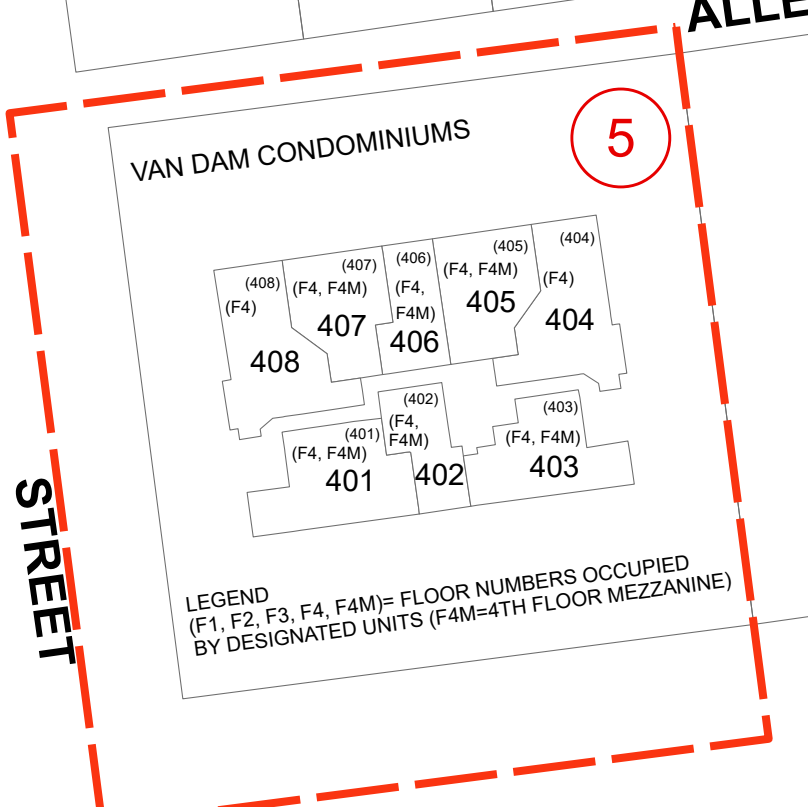 ALLE
5
VAN DAM CONDOMINIUMS
(408)
(F4)
408
(407)
(F4, F4M)
407
(406)
(F4,
F4M)
406
(405)
(F4, F4M)
405
(404)
(F4)
404
(401)
(F4, F4M)
401
(402)
(F4,
F4M)
402
(403)
(F4, F4M)
403
STREET
LEGEND
(F1, F2, F3, F4, F4M)= FLOOR NUMBERS OCCUPIED
BY DESIGNATED UNITS (F4M=4TH FLOOR MEZZANINE)